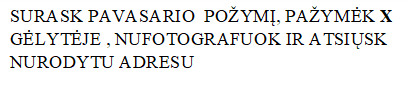 SURASK PAVASARIO  POŽYMĮ, PAŽYMĖK X
GĖLYTĖJE , NUFOTOGRAFUOK IR ATSIŲSK
NURODYTU ADRESU